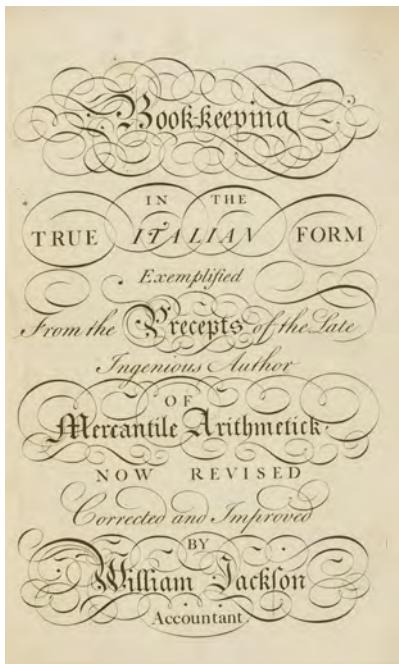 Book-keeping
IN THE
TRUE ITALIAN FORM
Exemplified
From the Precepts of the Late
Ingenious Author
OF
Mercantile Arithmetick.
NOW REVISED
Corrected and Improved
BY
William Jackſon
Accountant.